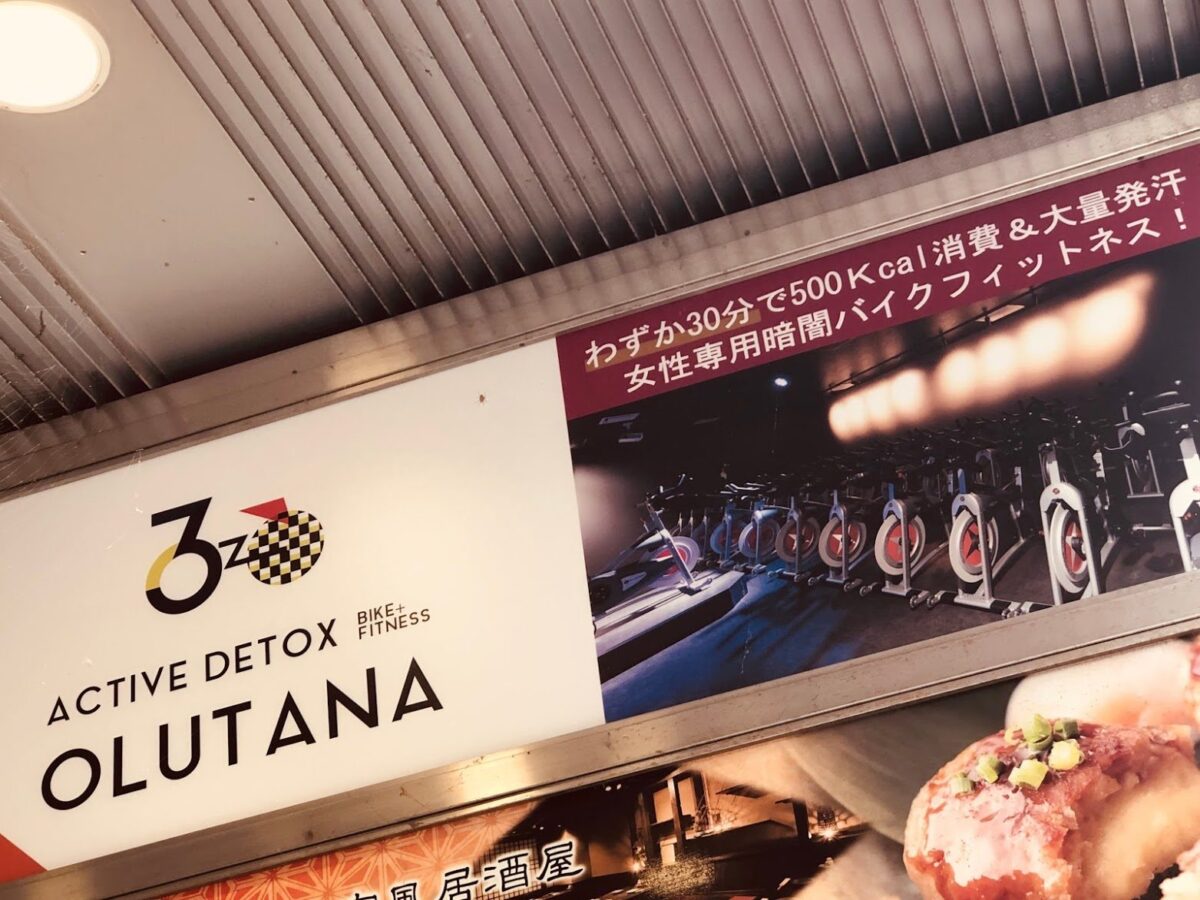 わずか30分で500Kcal消費&大量発汗
女性専用暗闇バイクフィットネス!
3z
ACTIVE DETOX BIKE+
FITNESS
OLUTANA
風居酒屋